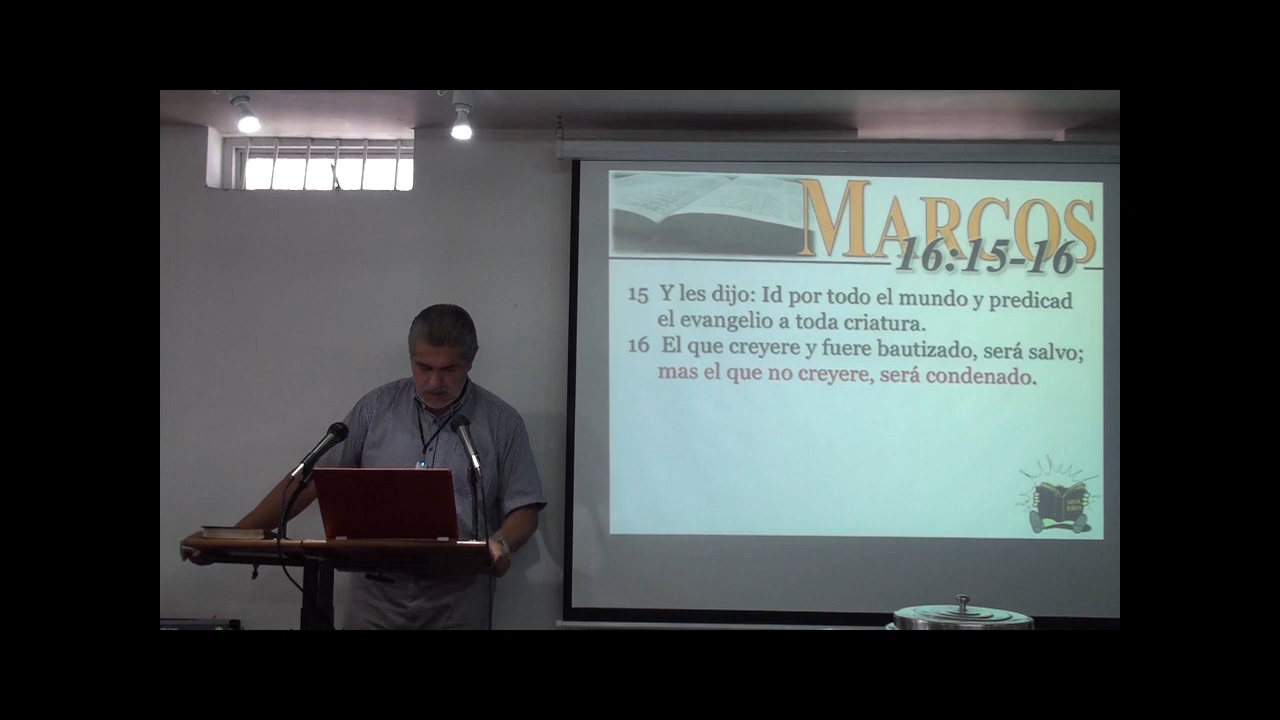 MARCOS
16:15-16
15 Y les dijo: Id por todo el mundo y predicad
el evangelio a toda criatura.
16 El que creyere y fuere bautizado, será salvo;
mas el que no creyere, será condenado.